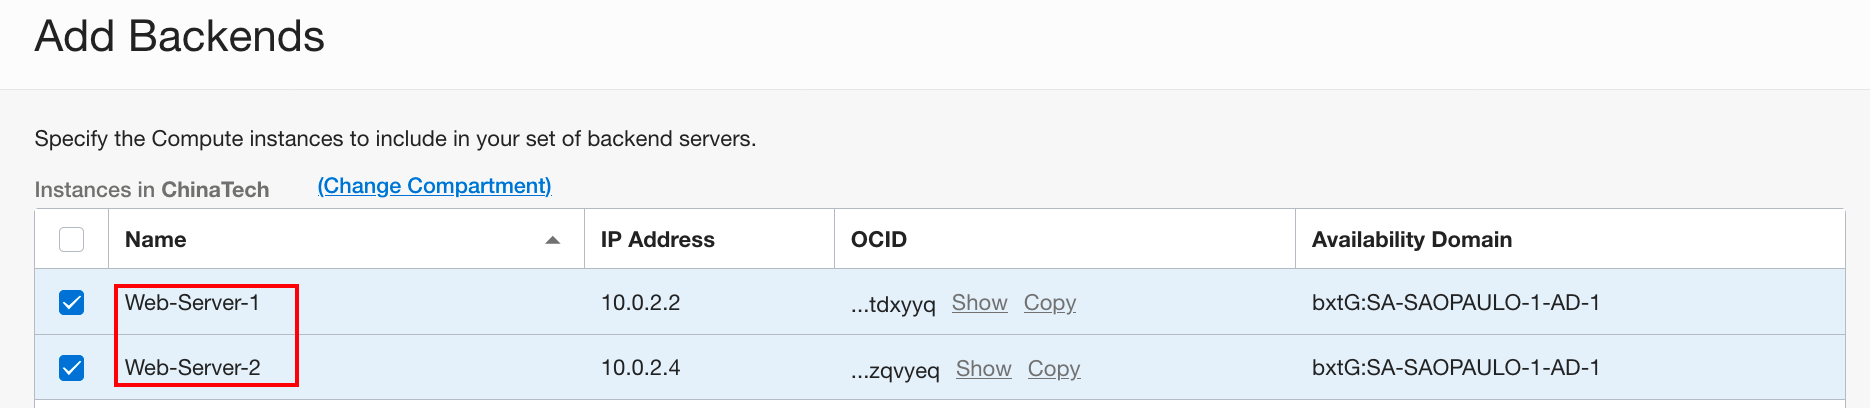 Add Backends
Specify the Compute instances to include in your set of backend servers.
Instances in ChinaTech (Change Compartment)
Name IP Address OCID Availability Domain
Web-Server-1 10.0.2.2 ...tdxyyq Show Copy bxtG:SA-SAOPAULO-1-AD-1
Web-Server-2 10.0.2.4 ...zqvyeq Show Copy bxtG:SA-SAOPAULO-1-AD-1